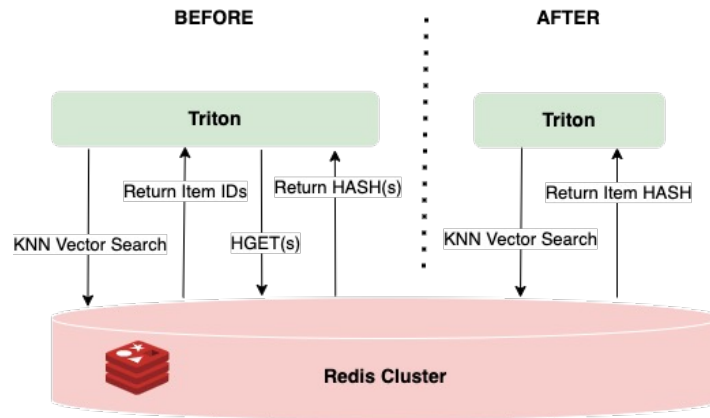 BEFORE
AFTER
Triton
Triton
Return Item IDs
Return HASH(s)
Return Item HASH
KNN Vector Search
HGET(s)
KNN Vector Search
Redis Cluster